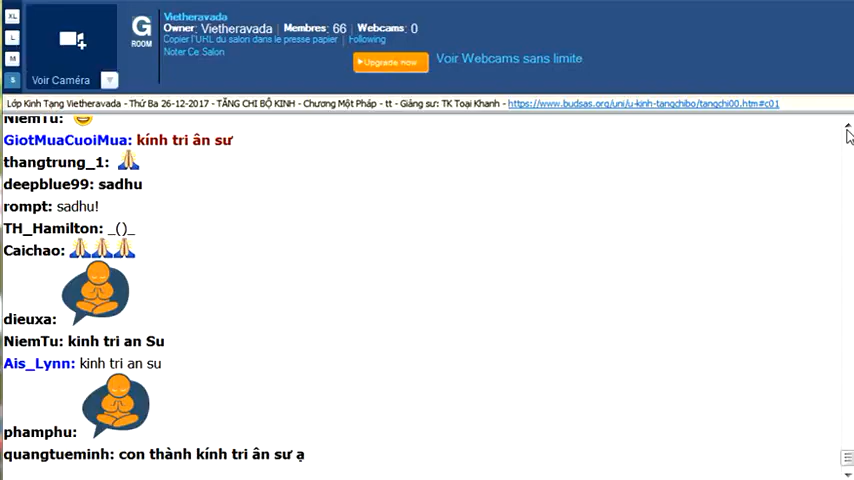 XL
L
M
S
Voir Caméra
G
ROOM
Vietheravada
Owner: Vietheravada | Membres: 66 | Webcams: 0
Copier l'URL du salon dans le presse papier | Following
Noter Ce Salon
Upgrade now
Voir Webcams sans limite
Lớp Kinh Tạng Vietheravada - Thứ Ba 26-12-2017 - TĂNG CHI BỘ KINH - Chương Một Pháp - tt - Giảng sư: TK Toại Khanh - https://www.budsas.org/uni/u-kinh-tangchibo/tangchi00.htm#c01
NiemTu:
GiotMuaCuoiMua: kính tri ân sư
thangtrung_1:
deepblue99: sadhu
rompt: sadhu!
TH_Hamilton: _()_
Caichao:
dieuxa:
NiemTu: kinh tri an Su
Ais_Lynn: kinh tri an su
phamphu:
quangtueminh: con thành kính tri ân sư ạ